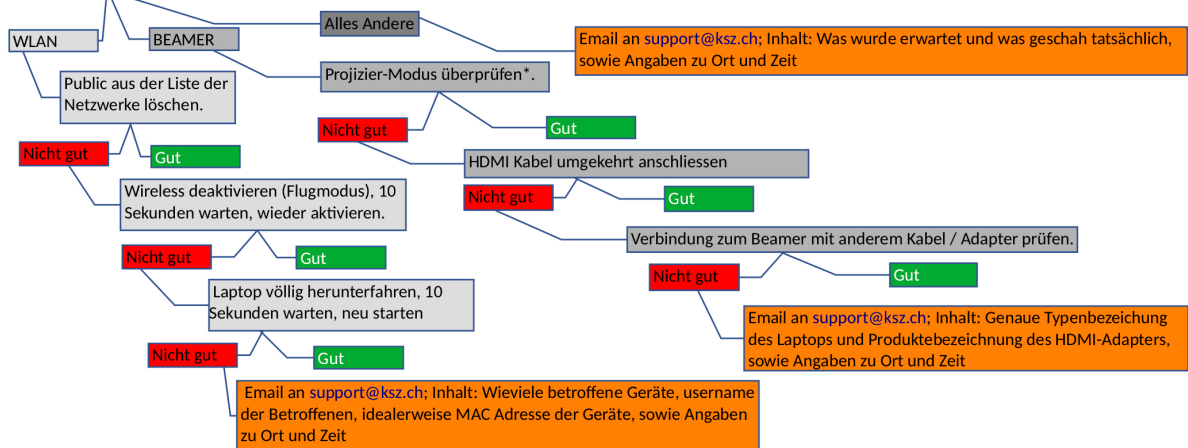 Alles Andere
WLAN
BEAMER
Email an support@ksz.ch; Inhalt: Was wurde erwartet und was geschah tatsächlich,
sowie Angaben zu Ort und Zeit
Projizier-Modus überprüfen*.
Public aus der Liste der
Netzwerke löschen.
Nicht gut
Gut
Nicht gut
Gut
HDMI Kabel umgekehrt anschliessen
Wireless deaktivieren (Flugmodus), 10
Sekunden warten, wieder aktivieren.
Nicht gut
Gut
Verbindung zum Beamer mit anderem Kabel / Adapter prüfen.
Nicht gut
Gut
Nicht gut
Gut
Laptop völlig herunterfahren, 10
Sekunden warten, neu starten
Email an support@ksz.ch; Inhalt: Genaue Typenbezeichung
des Laptops und Produktebezeichnung des HDMI-Adapters,
sowie Angaben zu Ort und Zeit
Nicht gut
Gut
Email an support@ksz.ch; Inhalt: Wieviele betroffene Geräte, username
der Betroffenen, idealerweise MAC Adresse der Geräte, sowie Angaben
zu Ort und Zeit